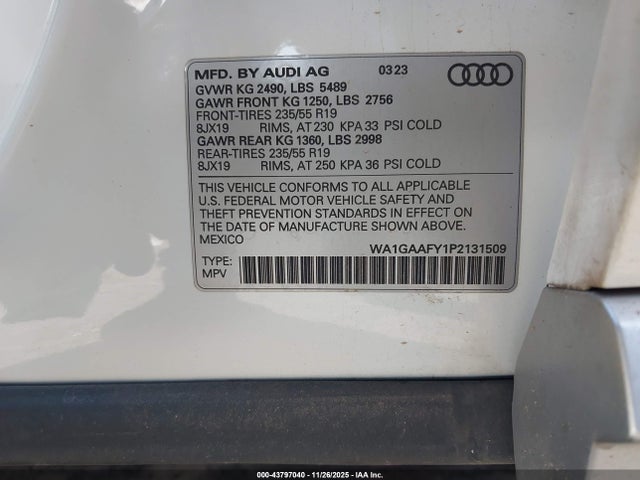 MFD. BY AUDI AG 03 23
GVWR KG 2490, LBS 5489
GAWR FRONT KG 1250, LBS 2756
FRONT-TIRES 235/55 R19
8JX19 RIMS, AT 230 KPA 33 PSI COLD
GAWR REAR KG 1360, LBS 2998
REAR-TIRES 235/55 R19
8JX19 RIMS, AT 250 KPA 36 PSI COLD
THIS VEHICLE CONFORMS TO ALL APPLICABLE
U.S. FEDERAL MOTOR VEHICLE SAFETY AND
THEFT PREVENTION STANDARDS IN EFFECT ON
THE DATE OF MANUFACTURE SHOWN ABOVE.
MEXICO WA1GAAFY1P2131509
TYPE:
MPV
000-43797040 - 11/26/2025 - IAA Inc.